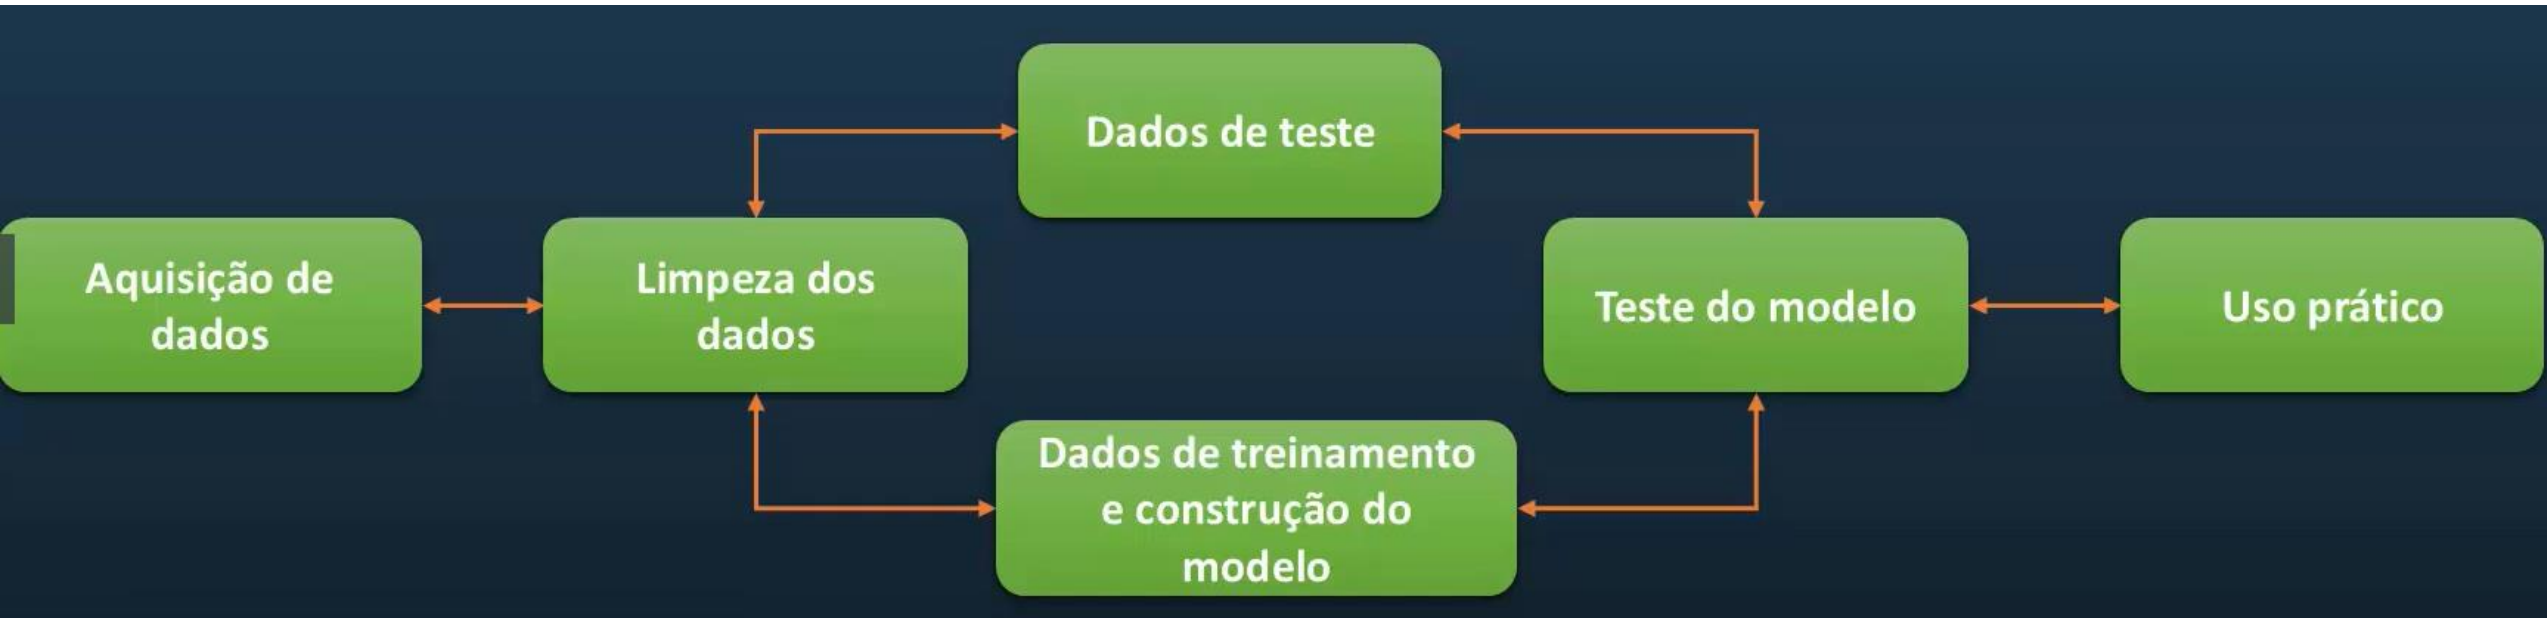 Dados de teste
Aquisição de
dados
Limpeza dos
dados
Teste do modelo
Uso prático
Dados de treinamento
e construção do
modelo